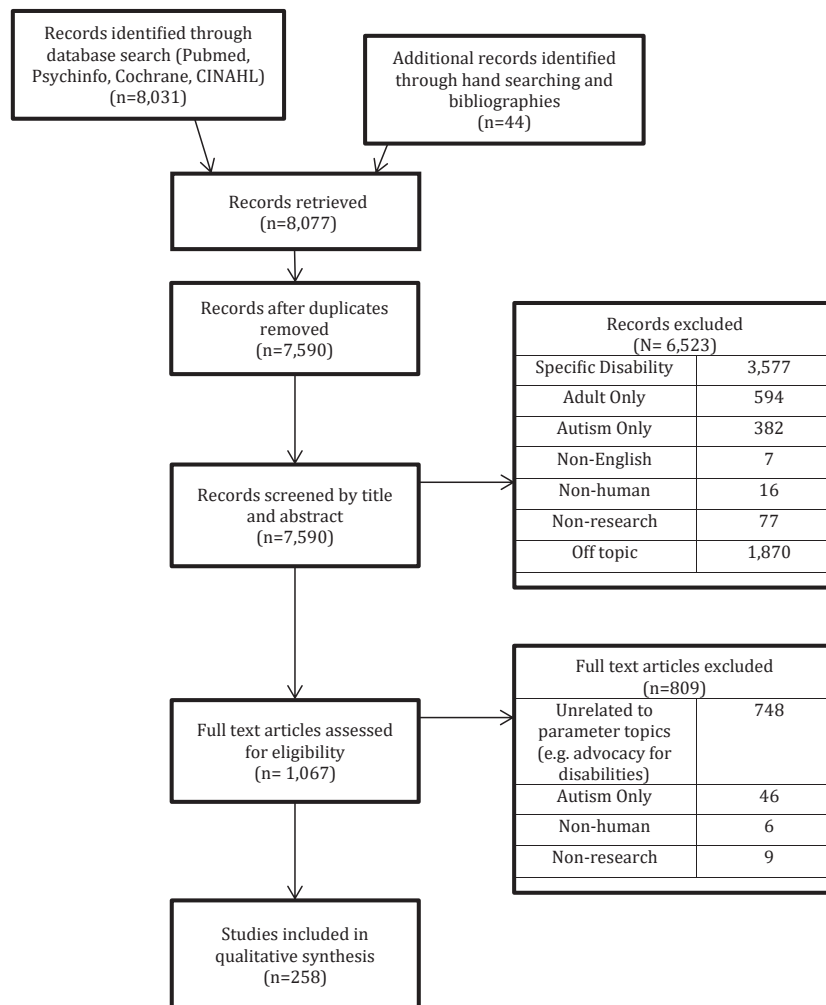 Records identified through
database search (Pubmed,
Psychinfo, Cochrane, CINAHL)
(n=8,031)
Additional records identified
through hand searching and
bibliographies
(n=44)
Records retrieved
(n=8,077)
Records after duplicates
removed
(n=7,590)
Records screened by title
and abstract
(n=7,590)
Records excluded
(N= 6,523)
Specific Disability 3,577
Adult Only 594
Autism Only 382
Non-English 7
Non-human 16
Non-research 77
Off topic 1,870
Full text articles assessed
for eligibility
(n= 1,067)
Full text articles excluded
(n=809)
Unrelated to 748
parameter topics
(e.g. advocacy for
disabilities)
Autism Only 46
Non-human 6
Non-research 9
Studies included in
qualitative synthesis
(n=258)